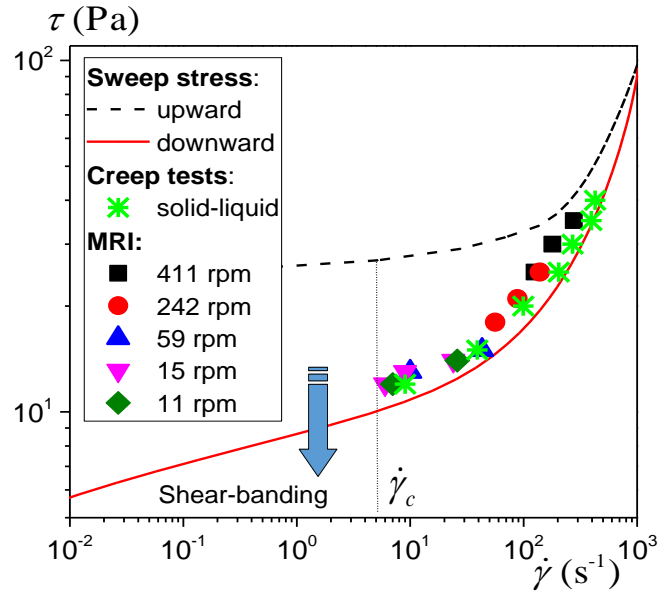 τ (Pa)
10²
Sweep stress:
upward
downward
Creep tests:
solid-liquid
MRI:
411 rpm
242 rpm
59 rpm
15 rpm
11 rpm
10¹
Shear-banding
γ̇c
10⁻² 10⁻¹ 10⁰ 10¹ 10² 10³
γ̇ (s⁻¹)